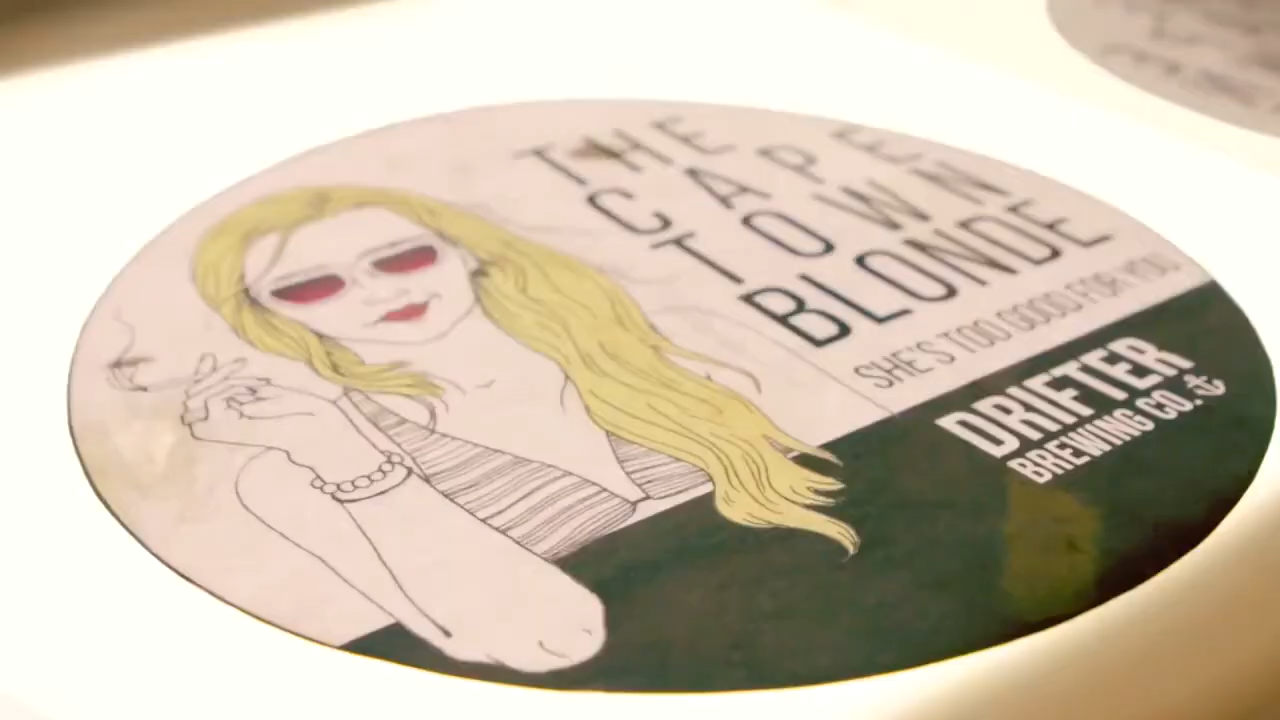 THE
CAPE
TOWN
BLONDE
SHE'S TOO GOOD FOR YOU
DRIFTER
BREWING CO.